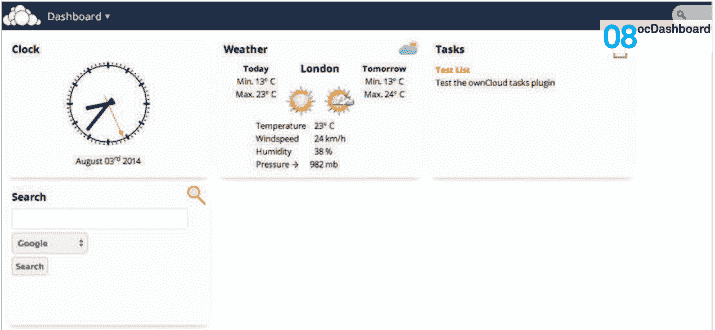 Dashboard ▾
08 ocDashboard
Clock
August 03rd 2014
Weather
Today London Tomorrow
Min. 13° C Min. 13° C
Max. 23° C Max. 24° C
Temperature 23° C
Windspeed 24 km/h
Humidity 38 %
Pressure → 982 mb
Tasks
Test List
Test the ownCloud tasks plugin
Search
Google
Search